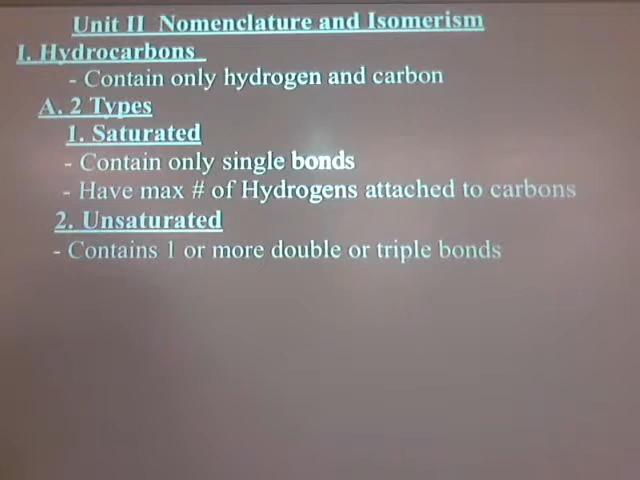 Unit II Nomenclature and Isomerism
I. Hydrocarbons
- Contain only hydrogen and carbon
A. 2 Types
1. Saturated
- Contain only single bonds
- Have max # of Hydrogens attached to carbons
2. Unsaturated
- Contains 1 or more double or triple bonds